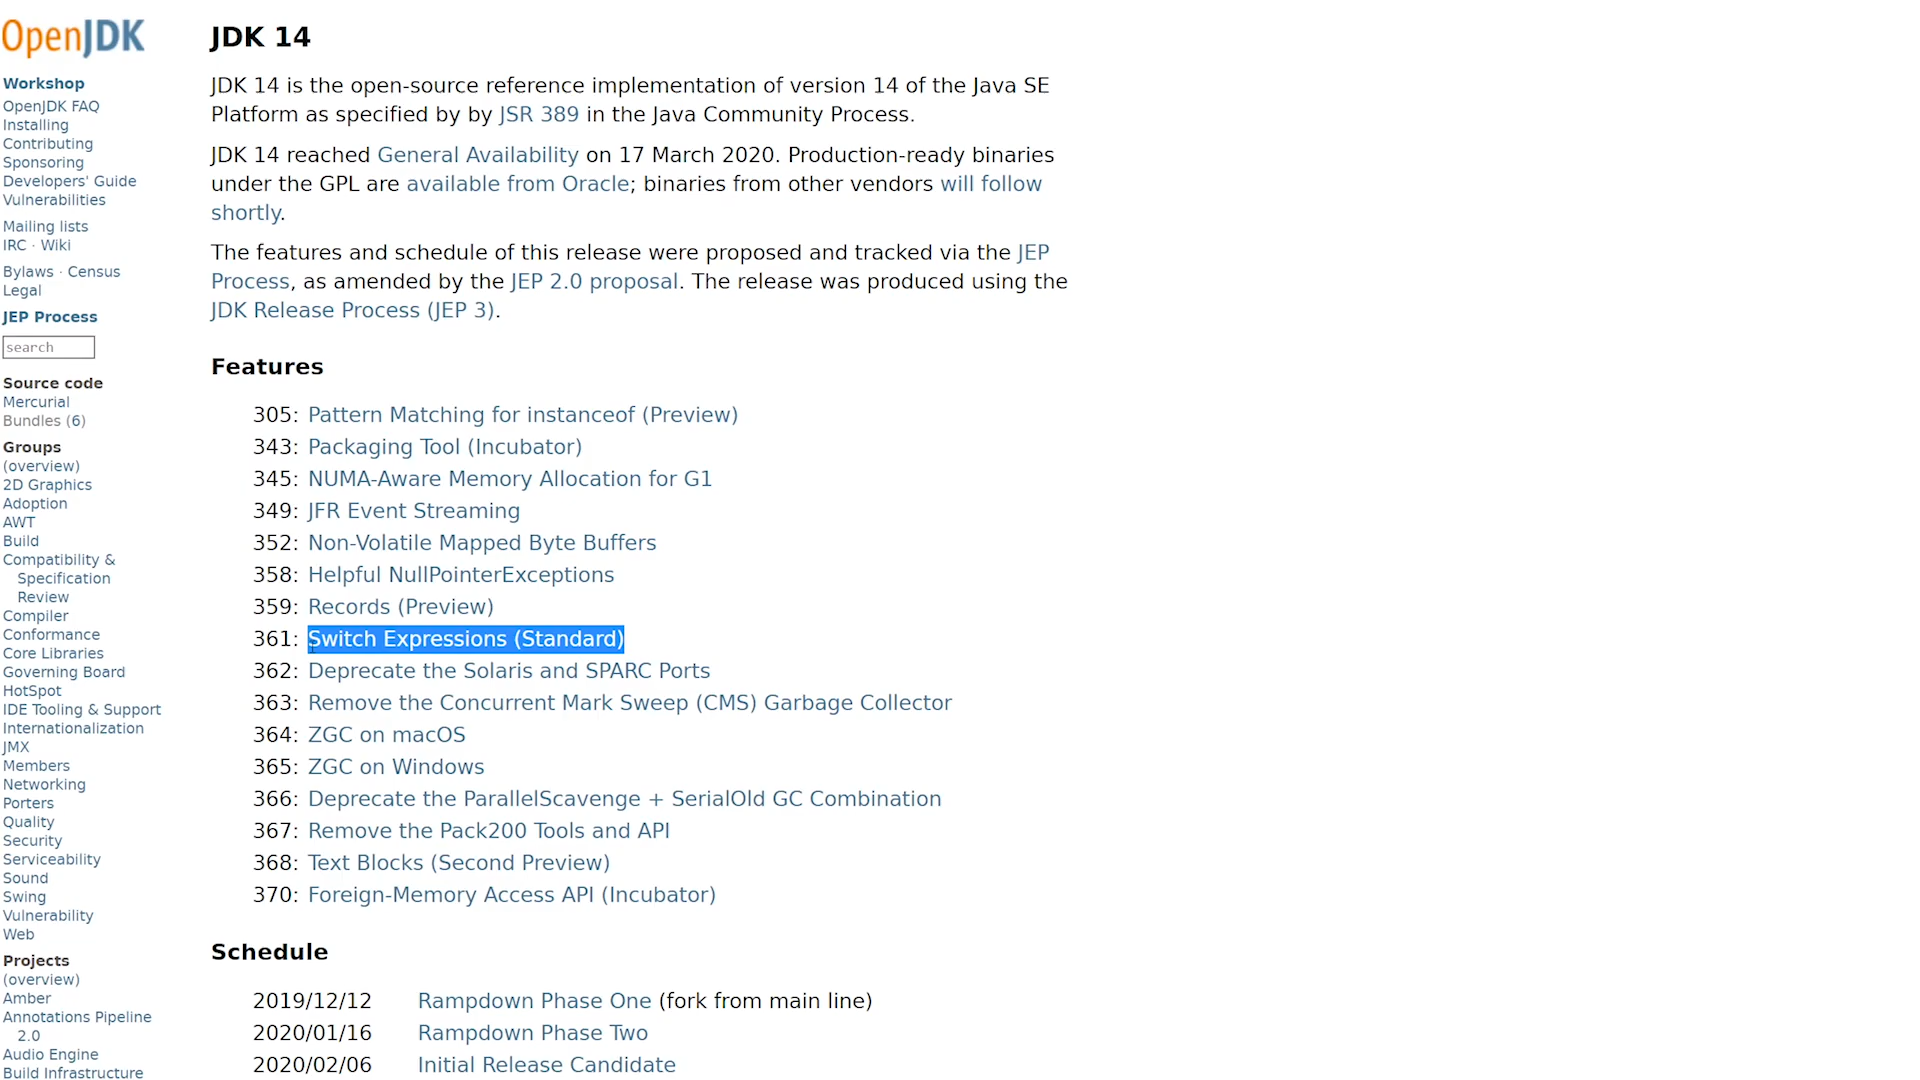 OpenJDK
Workshop
OpenJDK FAQ
Installing
Contributing
Sponsoring
Developers' Guide
Vulnerabilities
Mailing lists
IRC · Wiki
Bylaws · Census
Legal
JEP Process
search
Source code
Mercurial
Bundles (6)
Groups
(overview)
2D Graphics
Adoption
AWT
Build
Compatibility &
Specification
Review
Compiler
Conformance
Core Libraries
Governing Board
HotSpot
IDE Tooling & Support
Internationalization
JMX
Members
Networking
Porters
Quality
Security
Serviceability
Sound
Swing
Vulnerability
Web
Projects
(overview)
Amber
Annotations Pipeline
2.0
Audio Engine
Build Infrastructure
JDK 14
JDK 14 is the open-source reference implementation of version 14 of the Java SE
Platform as specified by by JSR 389 in the Java Community Process.
JDK 14 reached General Availability on 17 March 2020. Production-ready binaries
under the GPL are available from Oracle; binaries from other vendors will follow
shortly.
The features and schedule of this release were proposed and tracked via the JEP
Process, as amended by the JEP 2.0 proposal. The release was produced using the
JDK Release Process (JEP 3).
Features
305: Pattern Matching for instanceof (Preview)
343: Packaging Tool (Incubator)
345: NUMA-Aware Memory Allocation for G1
349: JFR Event Streaming
352: Non-Volatile Mapped Byte Buffers
358: Helpful NullPointerExceptions
359: Records (Preview)
361: Switch Expressions (Standard)
362: Deprecate the Solaris and SPARC Ports
363: Remove the Concurrent Mark Sweep (CMS) Garbage Collector
364: ZGC on macOS
365: ZGC on Windows
366: Deprecate the ParallelScavenge + SerialOld GC Combination
367: Remove the Pack200 Tools and API
368: Text Blocks (Second Preview)
370: Foreign-Memory Access API (Incubator)
Schedule
2019/12/12 Rampdown Phase One (fork from main line)
2020/01/16 Rampdown Phase Two
2020/02/06 Initial Release Candidate